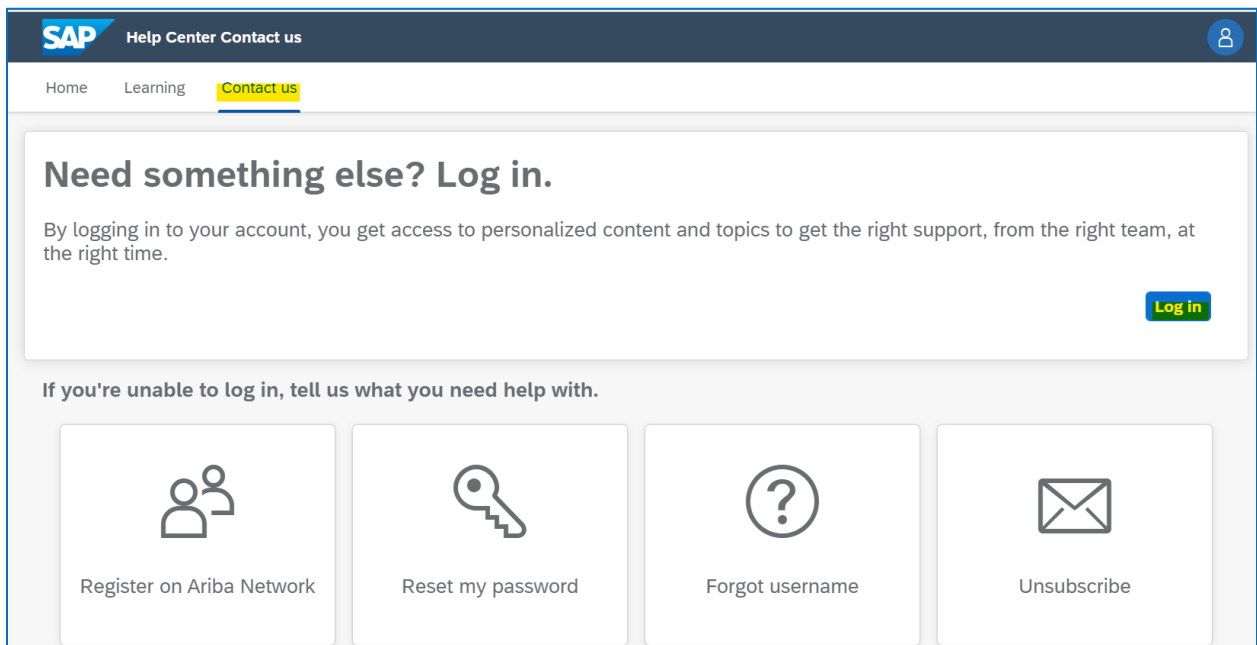 SAP Help Center Contact us
Home Learning Contact us
Need something else? Log in.
By logging in to your account, you get access to personalized content and topics to get the right support, from the right team, at
the right time.
Log in
If you're unable to log in, tell us what you need help with.
Register on Ariba Network Reset my password Forgot username Unsubscribe